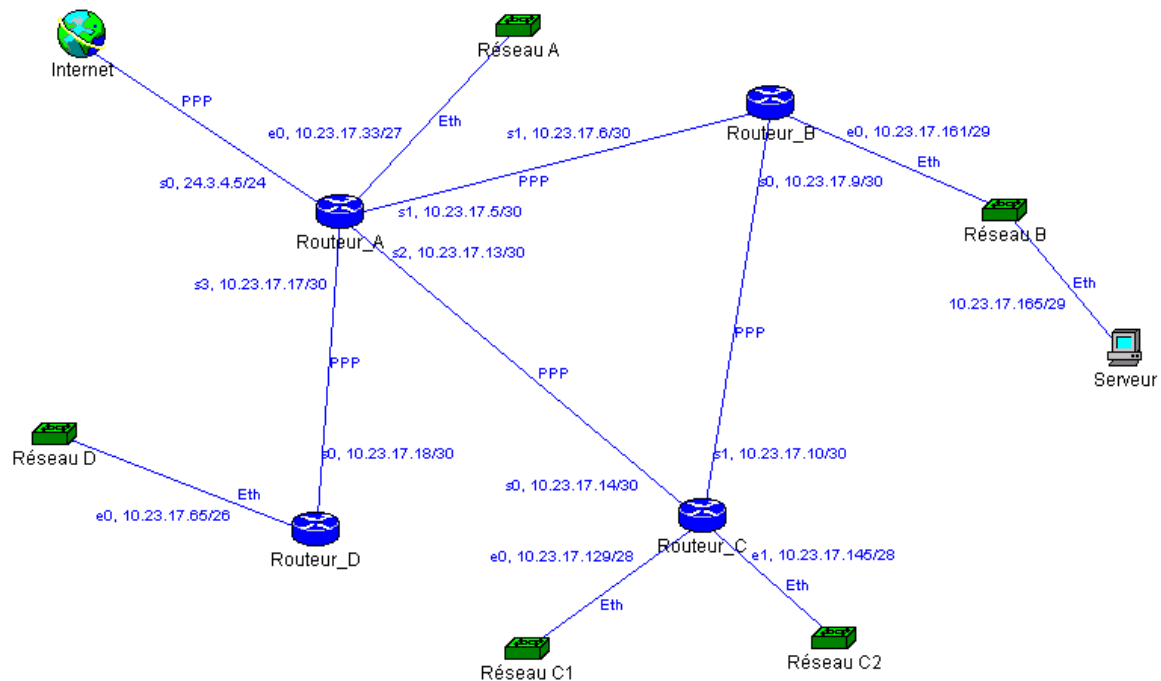 Internet
Réseau A
PPP
e0, 10.23.17.33/27
Eth
s1, 10.23.17.6/30
Routeur_B
e0, 10.23.17.161/29
Eth
PPP
s0, 24.3.4.5/24
s0, 10.23.17.9/30
Routeur_A
s1, 10.23.17.5/30
Réseau B
s2, 10.23.17.13/30
s3, 10.23.17.17/30
Eth
10.23.17.165/29
PPP
PPP
PPP
Serveur
Réseau D
s0, 10.23.17.18/30
s1, 10.23.17.10/30
s0, 10.23.17.14/30
Eth
e0, 10.23.17.65/26
Routeur_D
Routeur_C
e0, 10.23.17.129/28
e1, 10.23.17.145/28
Eth
Eth
Réseau C1
Réseau C2